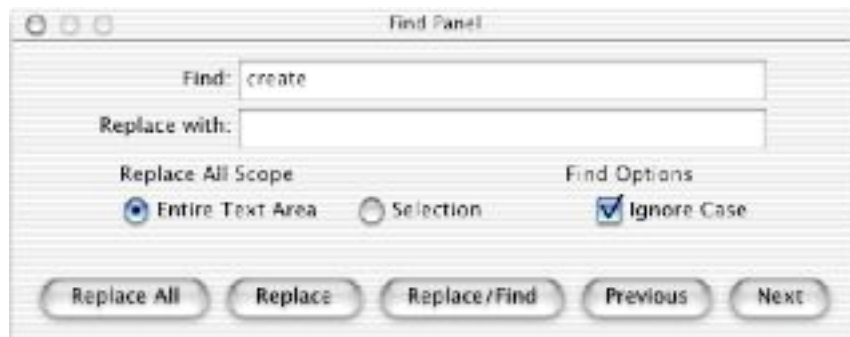 Find Panel
Find: create
Replace with:
Replace All Scope Find Options
Entire Text Area Selection Ignore Case
Replace All Replace Replace/Find Previous Next